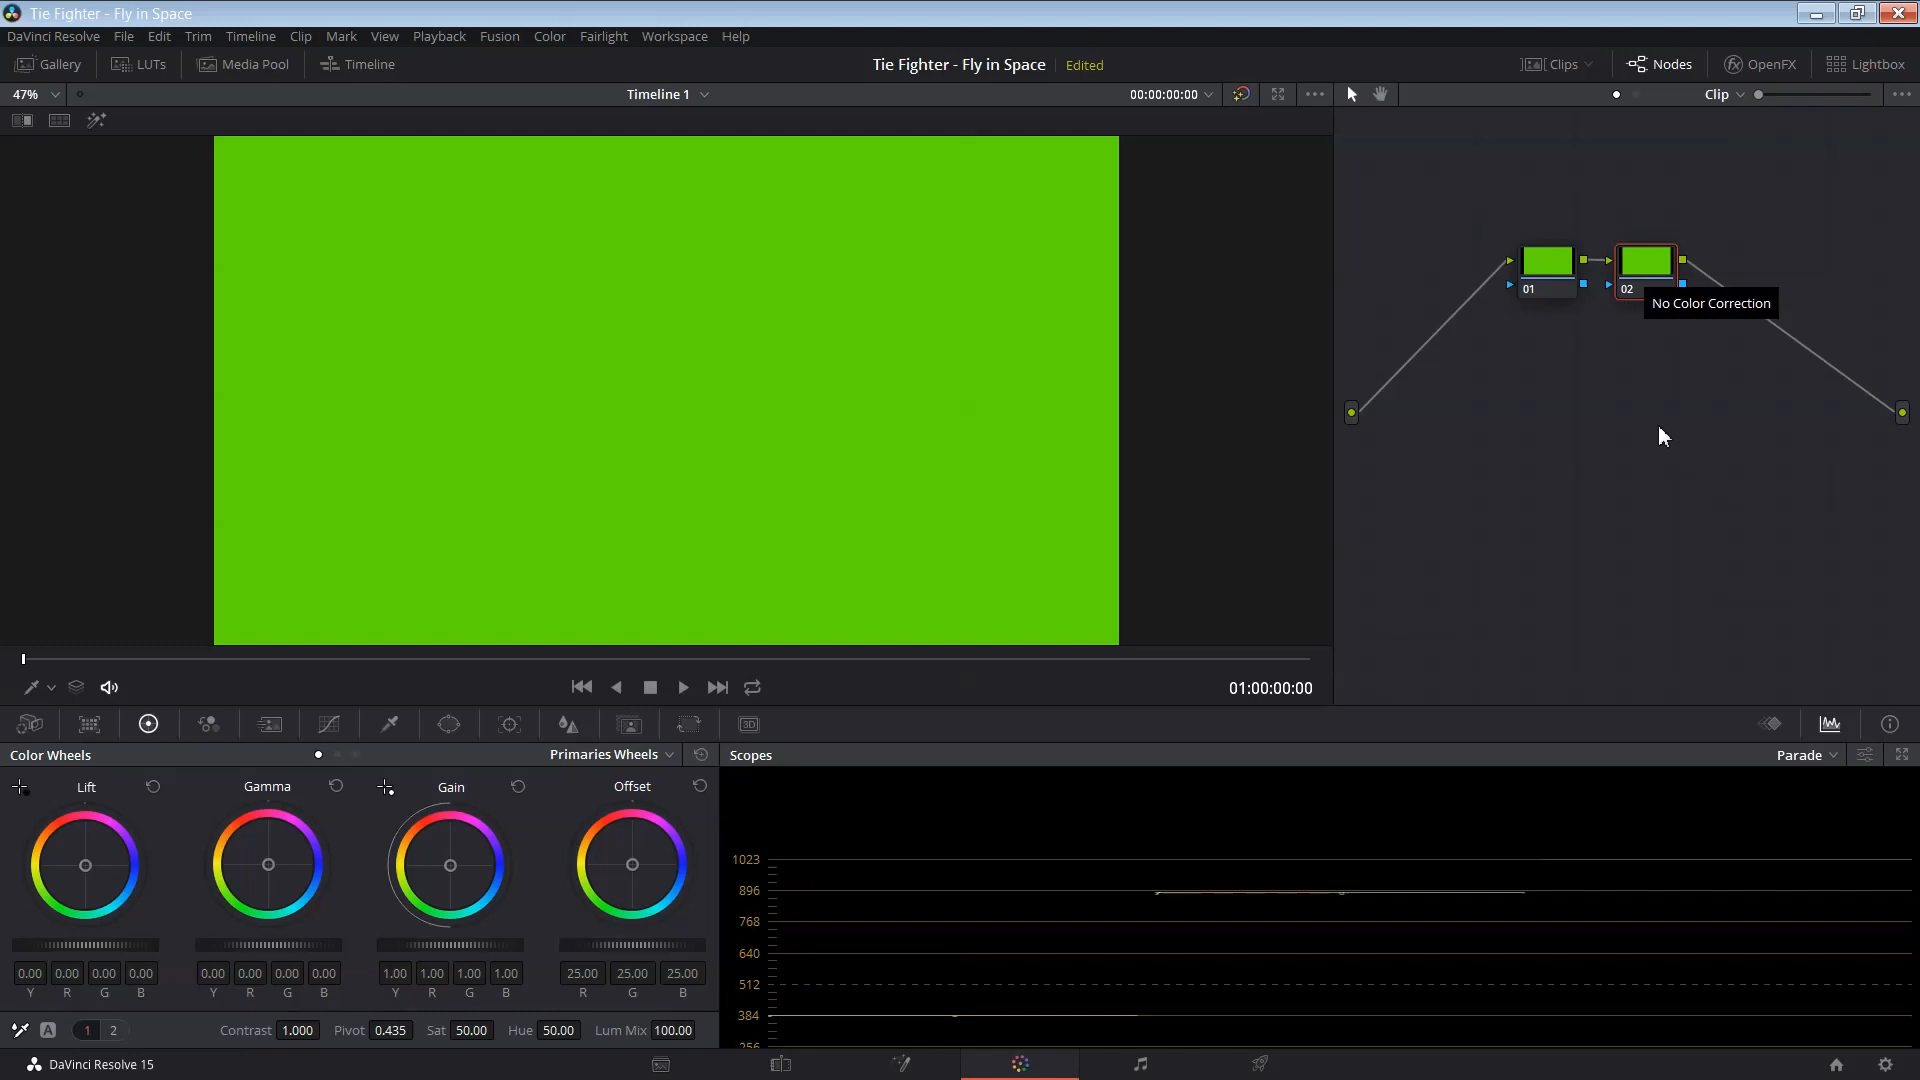 Tie Fighter - Fly in Space
DaVinci Resolve File Edit Trim Timeline Clip Mark View Playback Fusion Color Fairlight Workspace Help
Gallery LUTs Media Pool Timeline Tie Fighter - Fly in Space Edited Clips Nodes fx OpenFX Lightbox
47% Timeline 1 00:00:00:00 Clip
01 02
No Color Correction
01:00:00:00
3D
Color Wheels Primaries Wheels Scopes Parade
Lift Gamma Gain Offset
1023
896
768
640
512
384
256
0.00 0.00 0.00 0.00 0.00 0.00 0.00 0.00 1.00 1.00 1.00 1.00 25.00 25.00 25.00
Y R G B Y R G B Y R G B R G B
A 1 2 Contrast 1.000 Pivot 0.435 Sat 50.00 Hue 50.00 Lum Mix 100.00
DaVinci Resolve 15